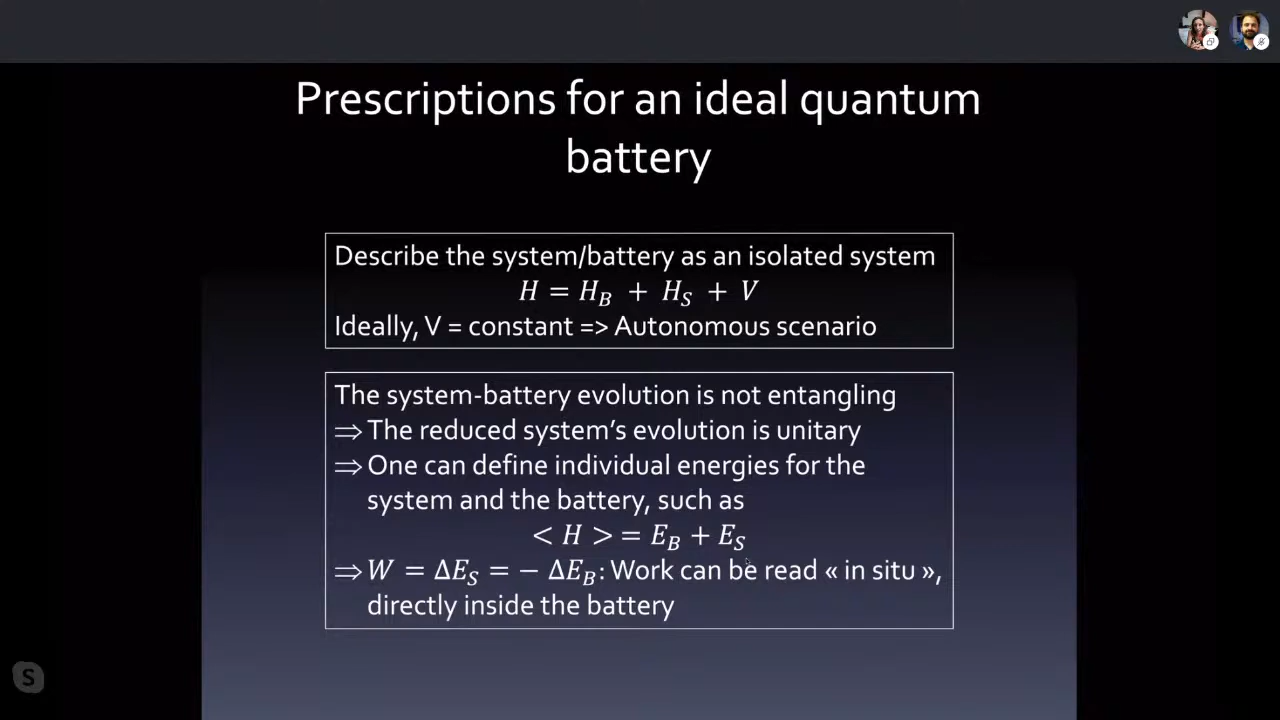 Prescriptions for an ideal quantum
battery
Describe the system/battery as an isolated system
H = H_B + H_S + V
Ideally, V = constant => Autonomous scenario
The system-battery evolution is not entangling
⇒ The reduced system's evolution is unitary
⇒ One can define individual energies for the
system and the battery, such as
< H > = E_B + E_S
⇒ W = ΔE_S = − ΔE_B: Work can be read « in situ »,
directly inside the battery
S